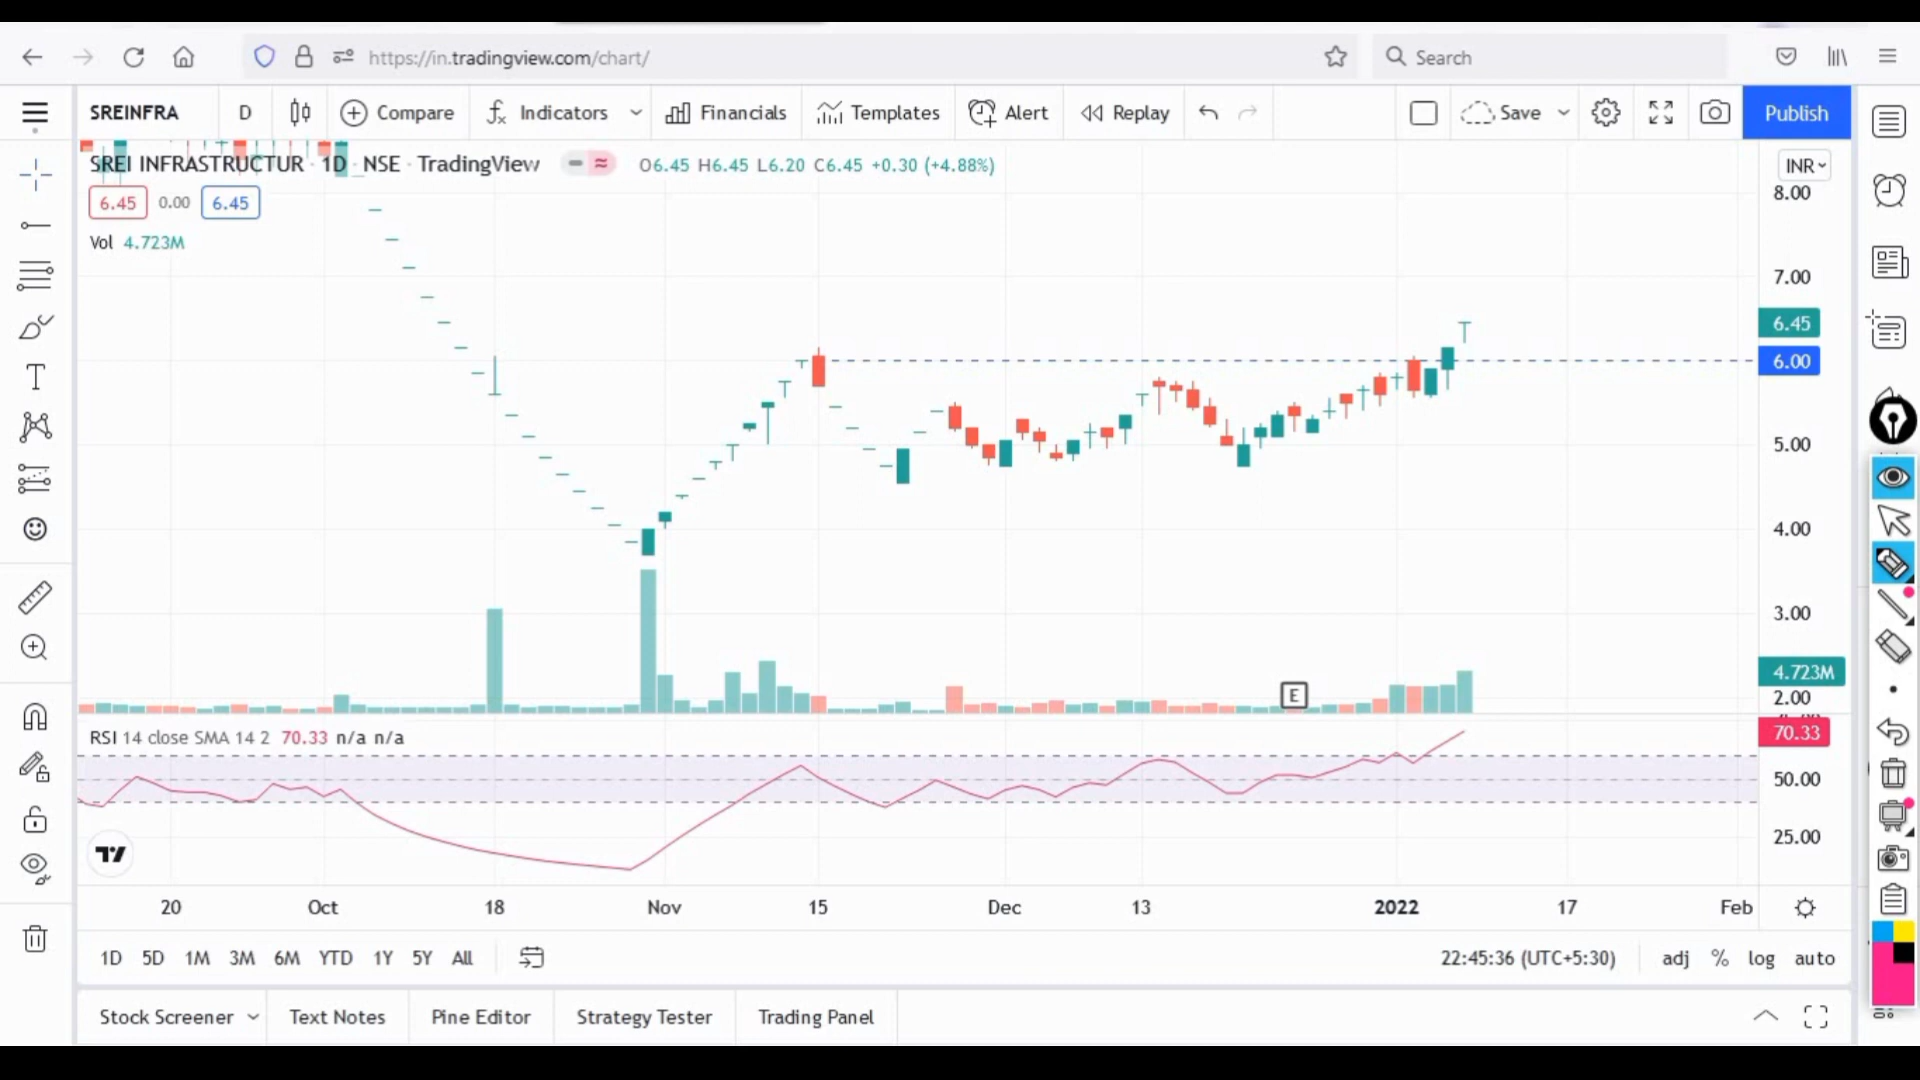 https://in.tradingview.com/chart/
Search
SREINFRA
D
Compare
Indicators
Financials
Templates
Alert
Replay
Save
Publish
SREI INFRASTRUCTUR · 1D · NSE · TradingView
O6.45 H6.45 L6.20 C6.45 +0.30 (+4.88%)
INR
6.45
0.00
6.45
Vol 4.723M
8.00
7.00
6.45
6.00
5.00
4.00
3.00
4.723M
2.00
E
RSI 14 close SMA 14 2 70.33 n/a n/a
70.33
50.00
25.00
20 Oct 18 Nov 15 Dec 13 2022 17 Feb
1D 5D 1M 3M 6M YTD 1Y 5Y All
22:45:36 (UTC+5:30)
adj % log auto
Stock Screener
Text Notes
Pine Editor
Strategy Tester
Trading Panel